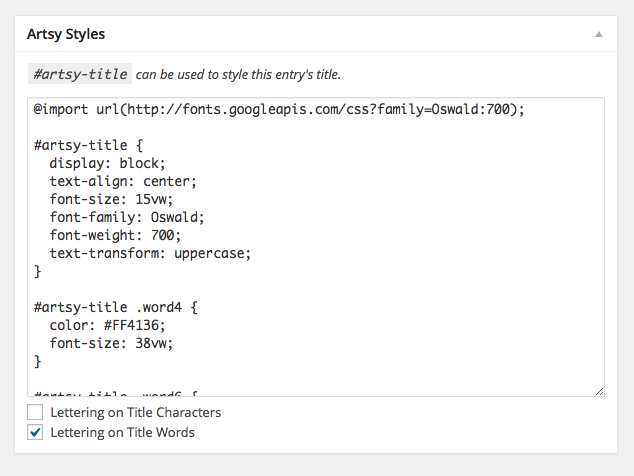 Artsy Styles
#artsy-title can be used to style this entry's title.
@import url(http://fonts.googleapis.com/css?family=Oswald:700);
#artsy-title {
display: block;
text-align: center;
font-size: 15vw;
font-family: Oswald;
font-weight: 700;
text-transform: uppercase;
}
#artsy-title .word4 {
color: #FF4136;
font-size: 38vw;
}
#artsy-title .word6 {
Lettering on Title Characters
Lettering on Title Words